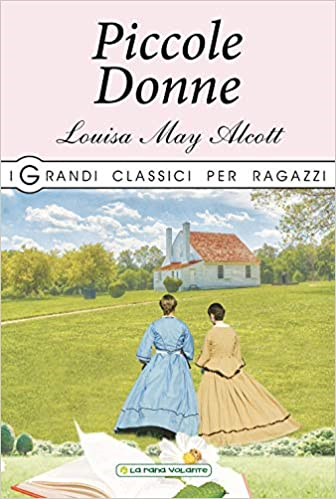 Piccole
Donne
Louisa May Alcott
I GRANDI CLASSICI PER RAGAZZI
LA RANA VOLANTE